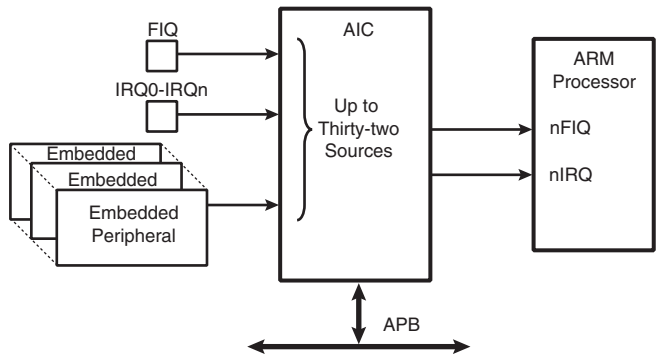 FIQ
IRQ0-IRQn
Embedded
Embedded
Embedded
Peripheral
AIC
Up to
Thirty-two
Sources
ARM
Processor
nFIQ
nIRQ
APB